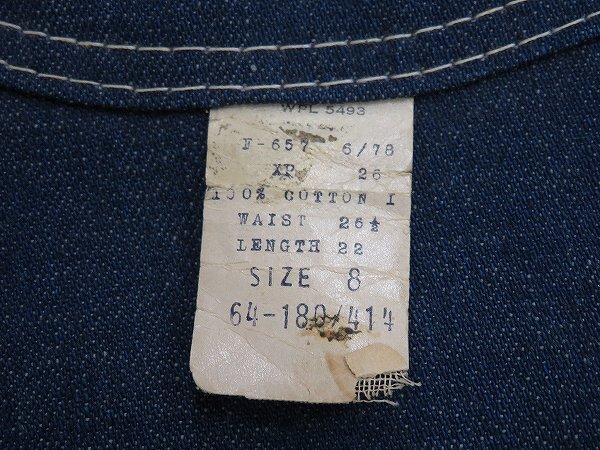 WPL 5493
F-657 6/78
XP 26
100% COTTON I
WAIST 26½
LENGTH 22
SIZE 8
64-180/414